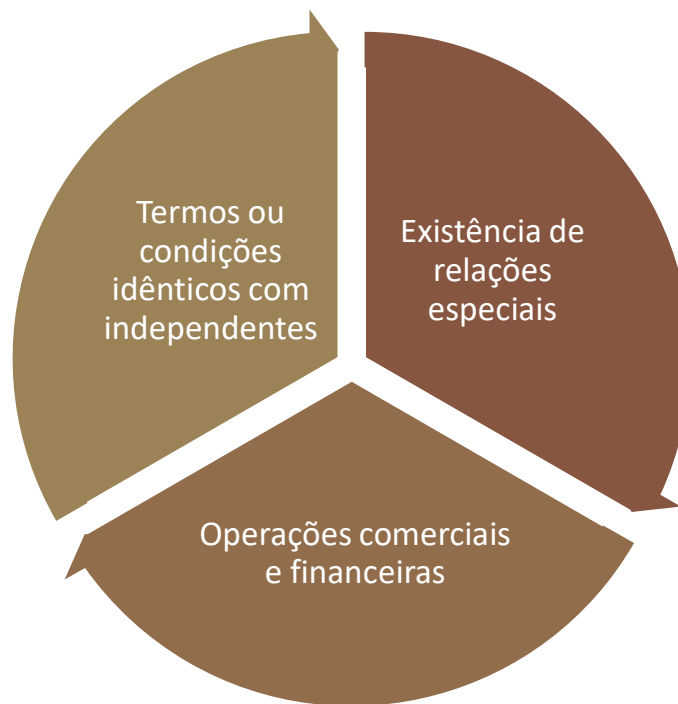 Termos ou
condições
idênticos com
independentes
Existência de
relações
especiais
Operações comerciais
e financeiras